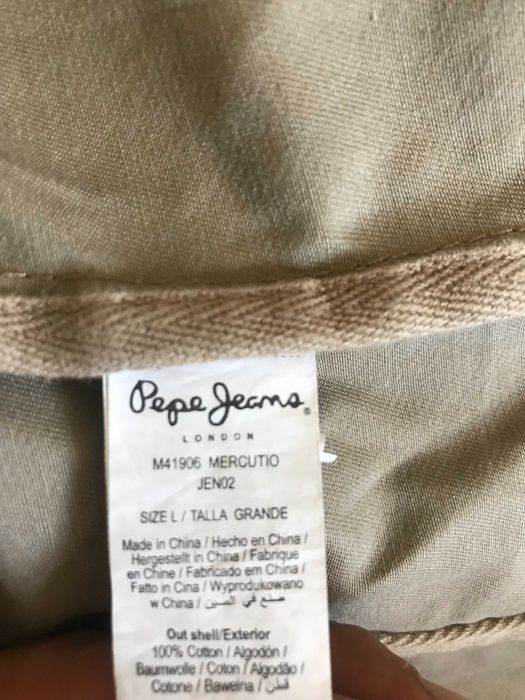 Pepe Jeans®
LONDON
M41906 MERCUTIO
JEN02
SIZE L / TALLA GRANDE
Made in China / Hecho en China /
Hergestellt in China / Fabrique
en Chine / Fabricado em China /
Fatto in Cina / Wyprodukowano
w China / صنع في الصين
Out shell/Exterior
100% Cotton / Algodón /
Baumwolle / Coton / Algodão /
Cotone / Bawelna / قطن